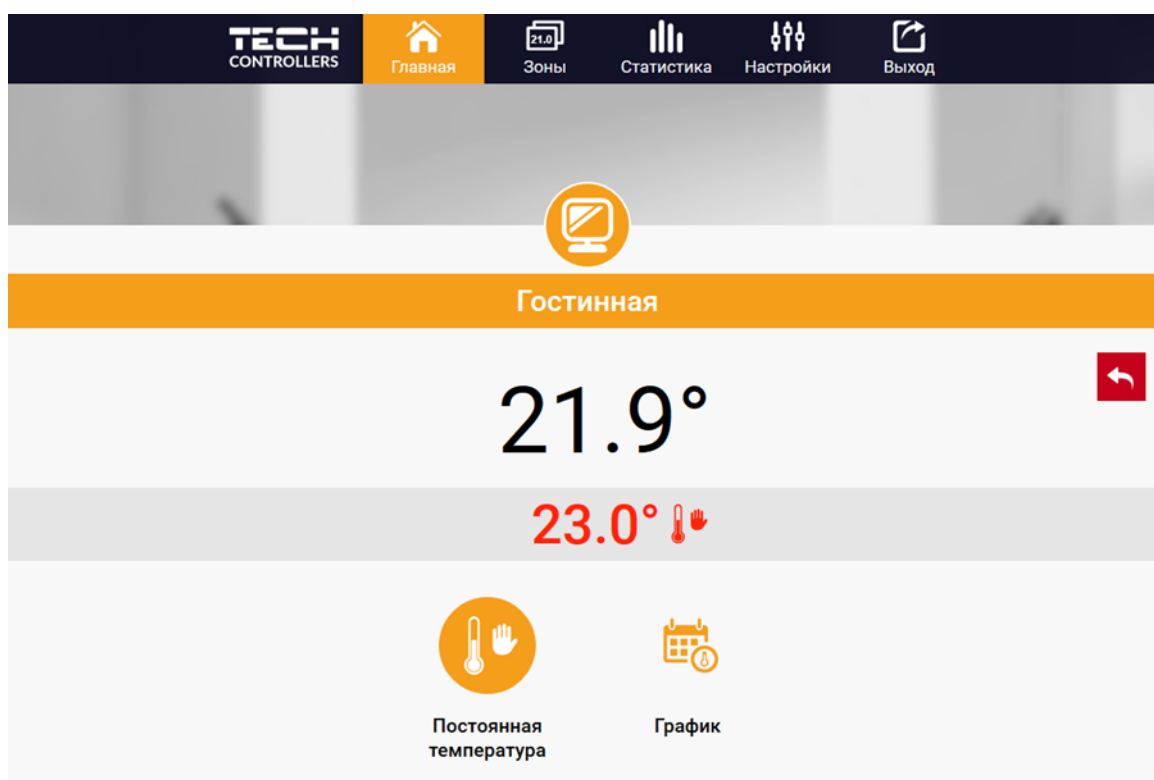 TECH
CONTROLLERS
Главная
21.0
Зоны
Статистика
Настройки
Выход
Гостинная
21.9°
23.0°
Постоянная
температура
График